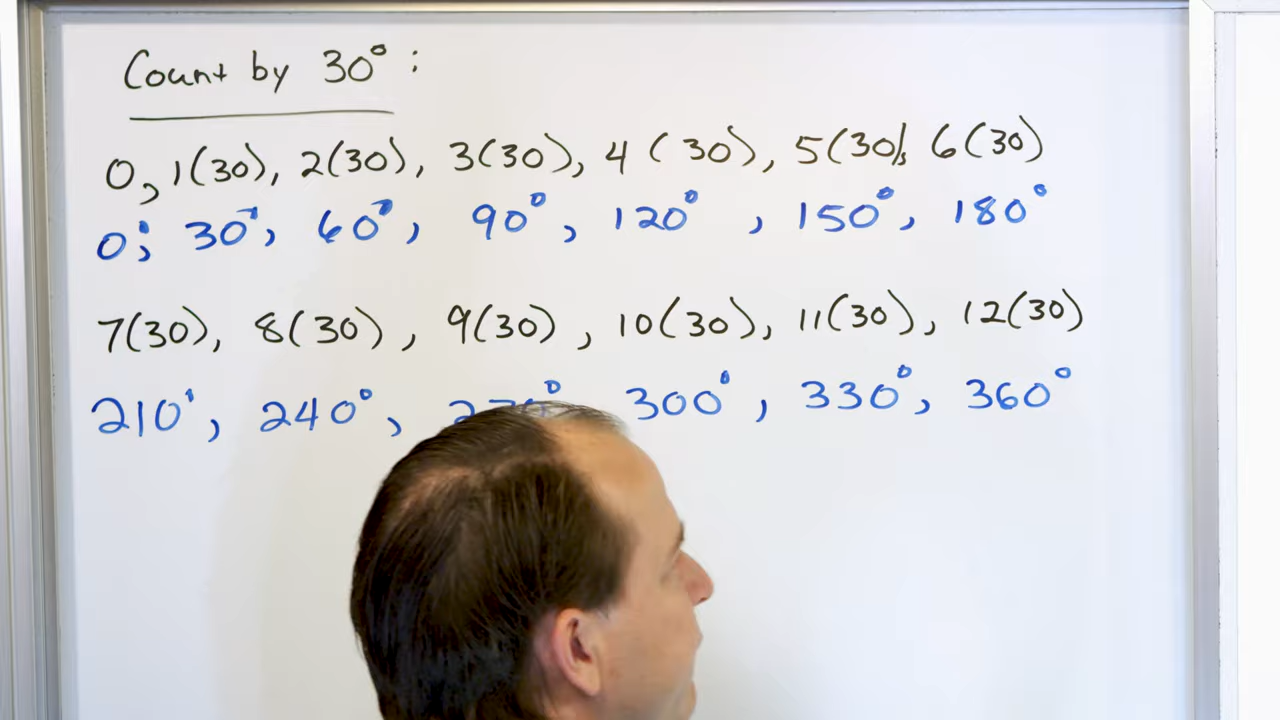 Count by 30° :
0, 1(30), 2(30), 3(30), 4 (30), 5(30), 6(30)
0°, 30°, 60°, 90°, 120°, 150°, 180°
7(30), 8(30), 9(30), 10(30), 11(30), 12(30)
210°, 240°, 270° 300°, 330°, 360°